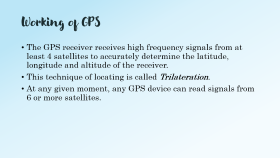 Working of GPS
• The GPS receiver receives high frequency signals from at
least 4 satellites to accurately determine the latitude,
longitude and altitude of the receiver.
• This technique of locating is called Trilateration.
• At any given moment, any GPS device can read signals from
6 or more satellites.